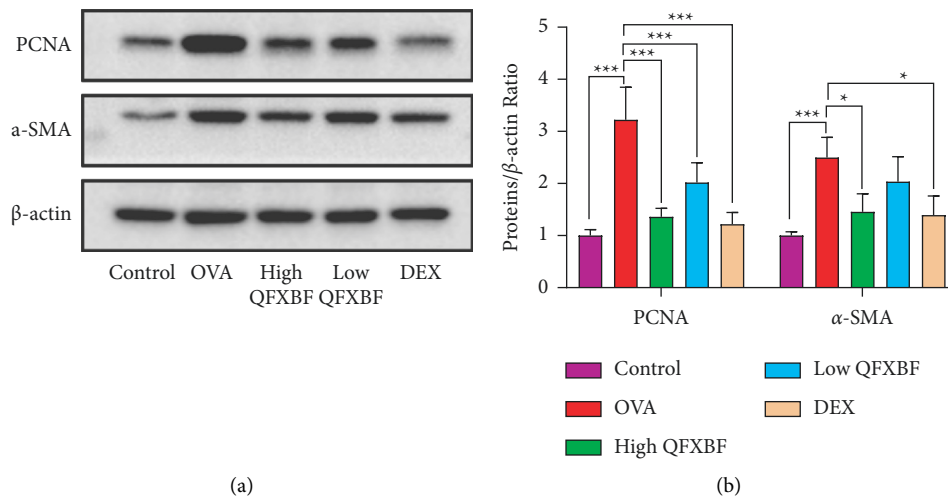 PCNA
a-SMA
β-actin
Control OVA High QFXBF Low QFXBF DEX
(a)
Proteins/β-actin Ratio
5
4
3
2
1
0
***
***
***
***
***
*
*
PCNA
α-SMA
Control
OVA
High QFXBF
Low QFXBF
DEX
(b)